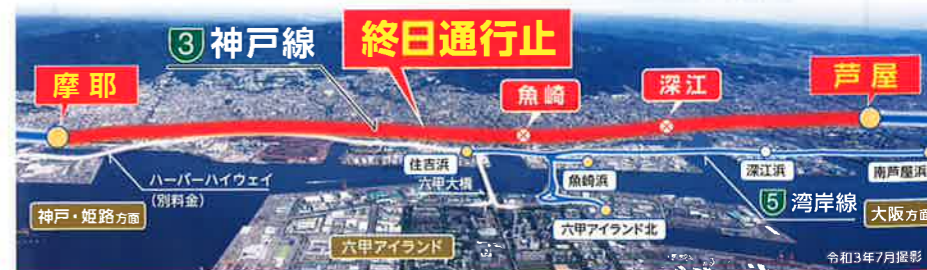 3 神戸線
終日通行止
摩耶
魚崎
深江
芦屋
住吉浜
六甲大橋
魚崎浜
深江浜
南芦屋浜
ハーバーハイウェイ
(別料金)
5 湾岸線
神戸・姫路方面
大阪方面
六甲アイランド北
六甲アイランド
令和3年7月撮影